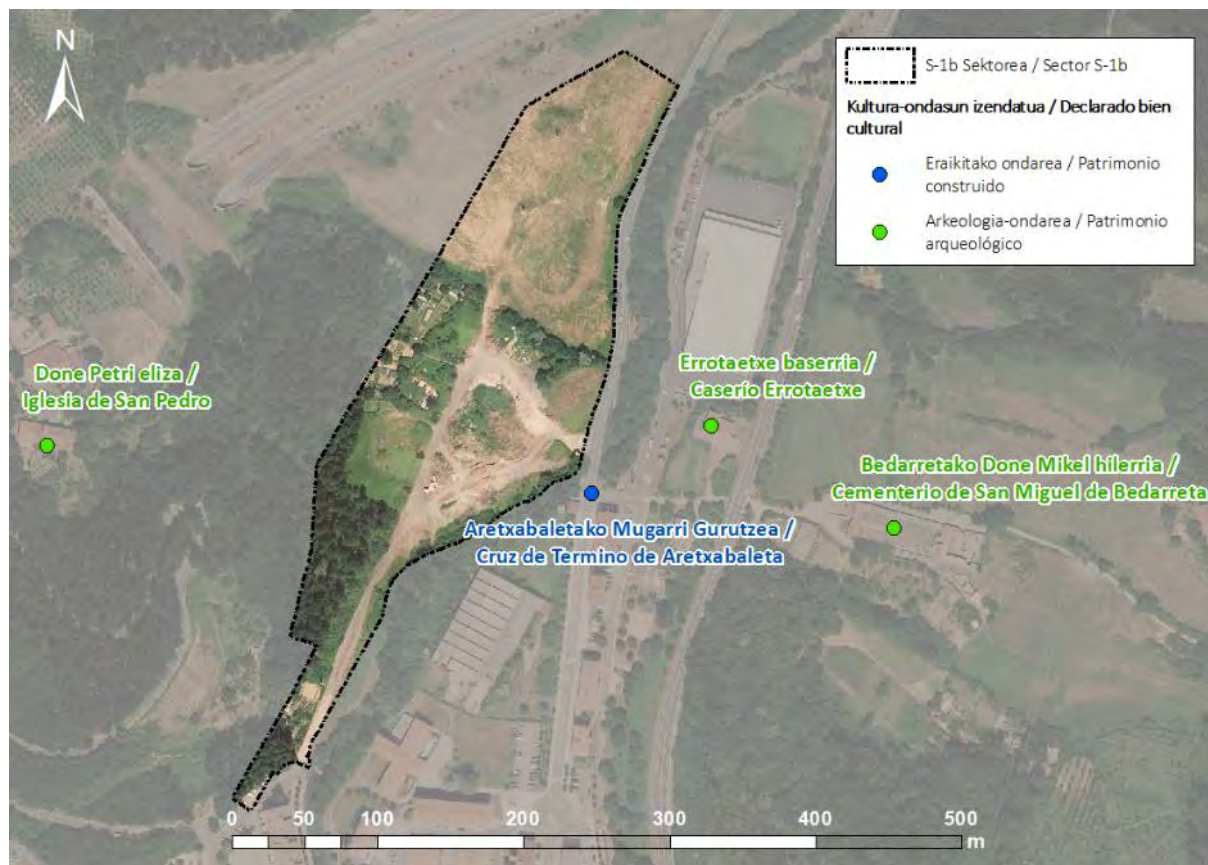 N
S-1b Sektorea / Sector S-1b
Kultura-ondasun izendatua / Declarado bien
cultural
Eraikitako ondarea / Patrimonio
construido
Arkeologia-ondarea / Patrimonio
arqueológico
Done Petri eliza /
Iglesia de San Pedro
Errotaetxe baserria /
Caserío Errotaetxe
Bedarretako Done Mikel hilerria /
Cementerio de San Miguel de Bedarreta
Aretxabaletako Mugarri Gurutzea /
Cruz de Termino de Aretxabaleta
0 50 100 200 300 400 500
m